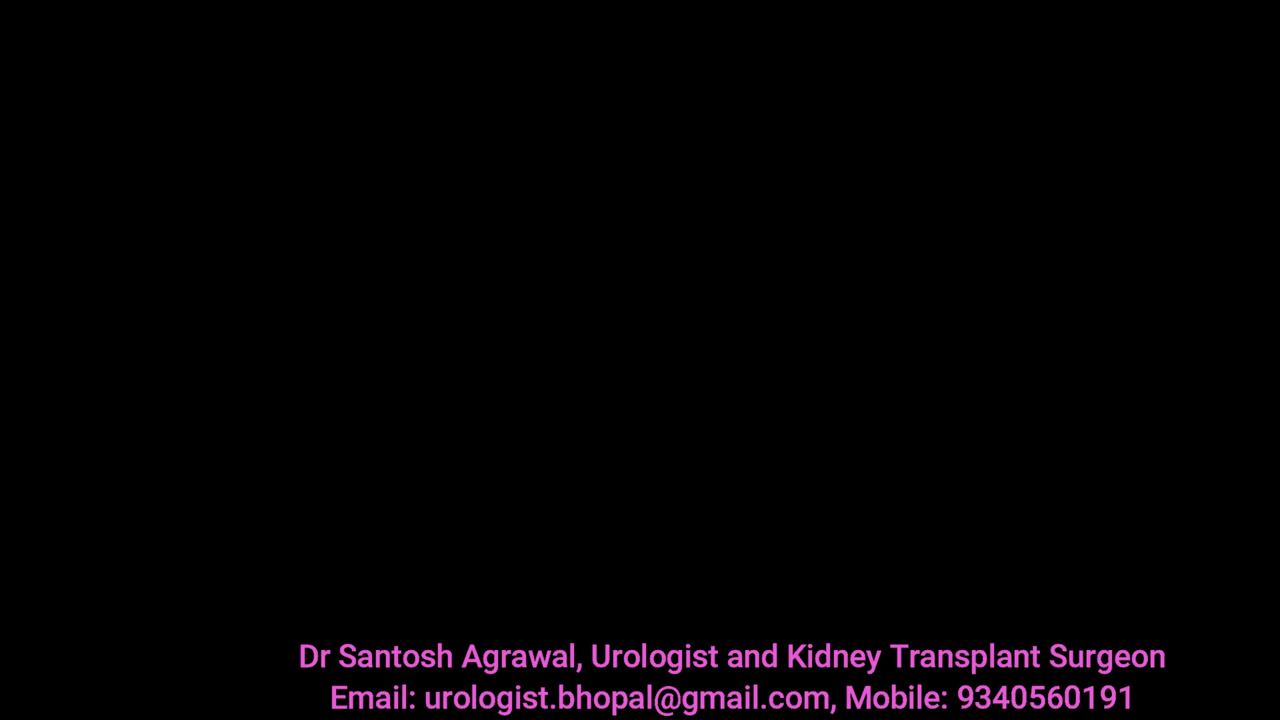 Dr Santosh Agrawal, Urologist and Kidney Transplant Surgeon
Email: urologist.bhopal@gmail.com, Mobile: 9340560191